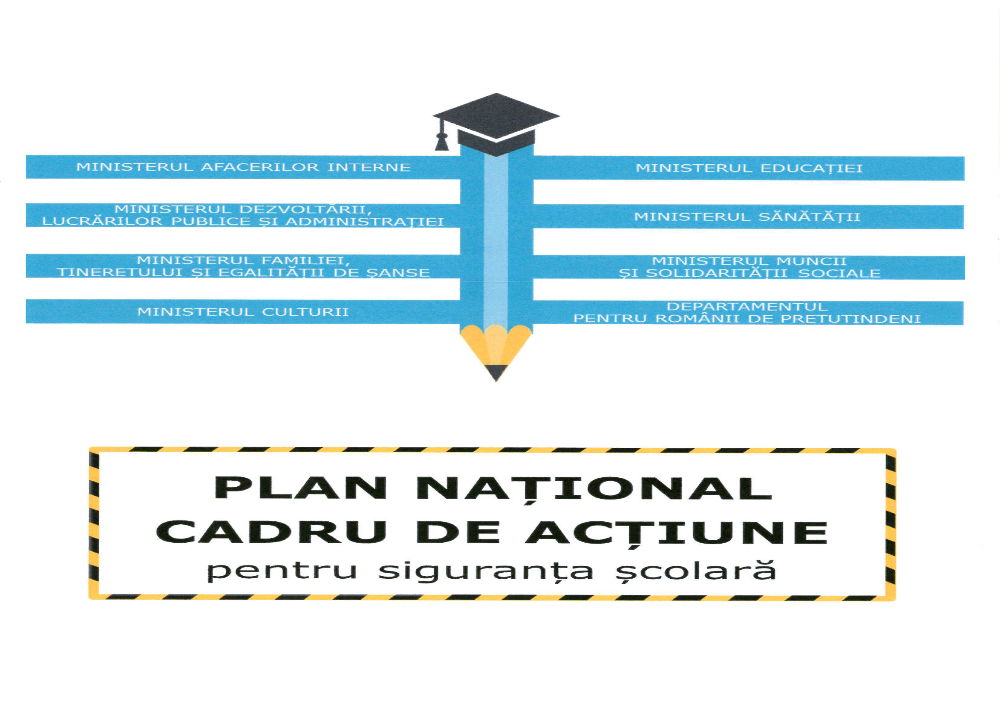 MINISTERUL AFACERILOR INTERNE
MINISTERUL EDUCAȚIEI
MINISTERUL DEZVOLTĂRII,
LUCRĂRILOR PUBLICE ȘI ADMINISTRAȚIEI
MINISTERUL SĂNĂTĂȚII
MINISTERUL FAMILIEI,
TINERETULUI ȘI EGALITĂȚII DE ȘANSE
MINISTERUL MUNCII
ȘI SOLIDARITĂȚII SOCIALE
MINISTERUL CULTURII
DEPARTAMENTUL
PENTRU ROMÂNII DE PRETUTINDENI
PLAN NAȚIONAL
CADRU DE ACȚIUNE
pentru siguranța școlară